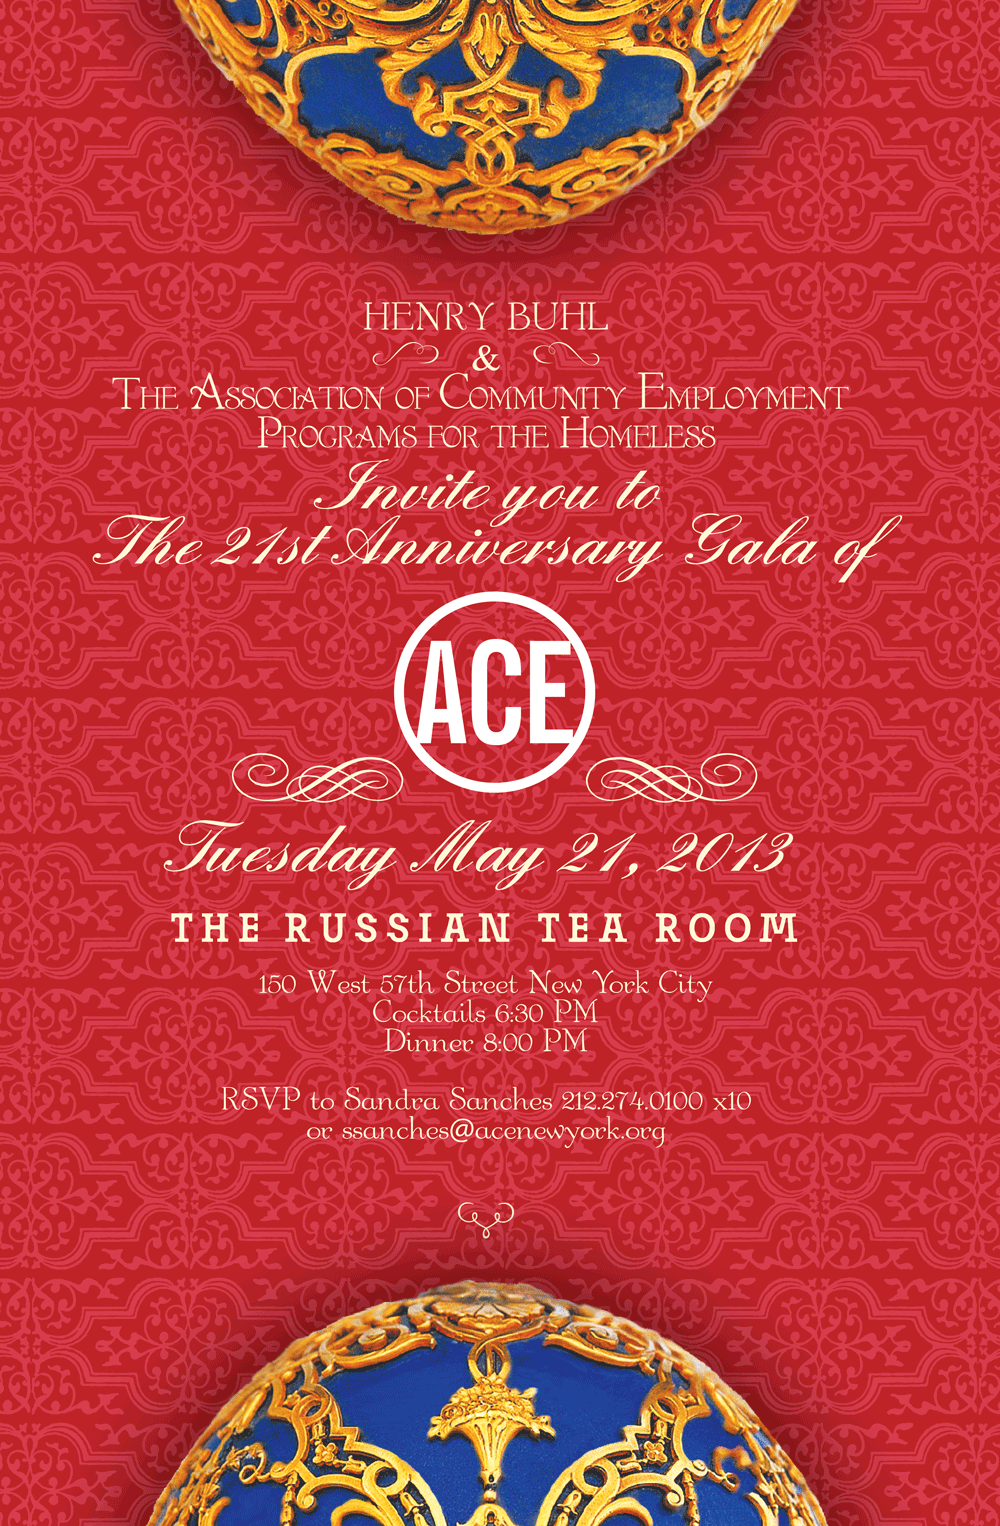 HENRY BUHL
&
THE ASSOCIATION OF COMMUNITY EMPLOYMENT
PROGRAMS FOR THE HOMELESS
Invite you to
The 21st Anniversary Gala of
ACE
Tuesday May 21, 2013
THE RUSSIAN TEA ROOM
150 West 57th Street New York City
Cocktails 6:30 PM
Dinner 8:00 PM
RSVP to Sandra Sanches 212.274.0100 x10
or ssanches@acenewyork.org